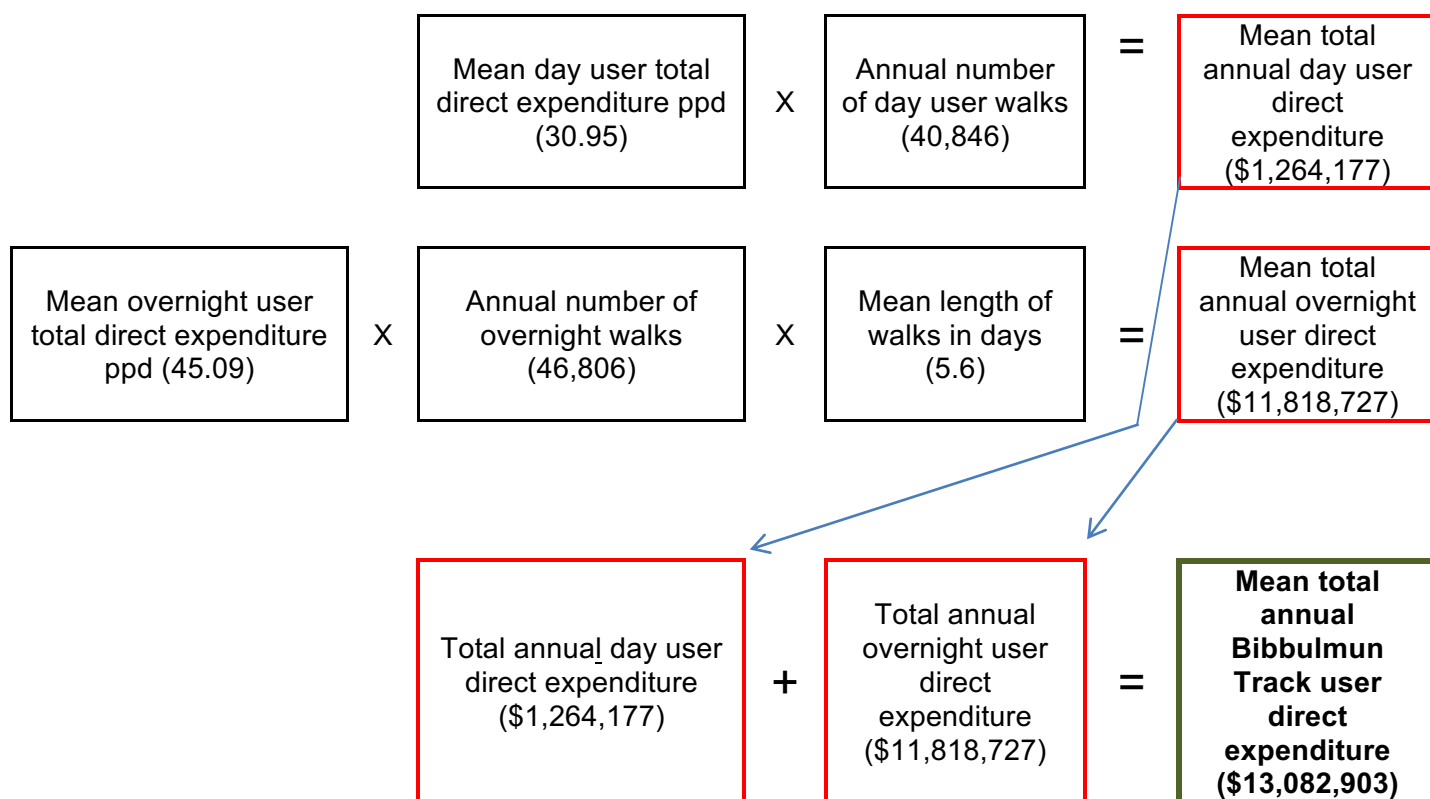 Mean day user total
direct expenditure ppd
(30.95)
X
Annual number
of day user walks
(40,846)
=
Mean total
annual day user
direct
expenditure
($1,264,177)
Mean overnight user
total direct expenditure
ppd (45.09)
X
Annual number of
overnight walks
(46,806)
X
Mean length of
walks in days
(5.6)
=
Mean total
annual overnight
user direct
expenditure
($11,818,727)
Total annual day user
direct expenditure
($1,264,177)
+
Total annual
overnight user
direct
expenditure
($11,818,727)
=
Mean total
annual
Bibbulmun
Track user
direct
expenditure
($13,082,903)